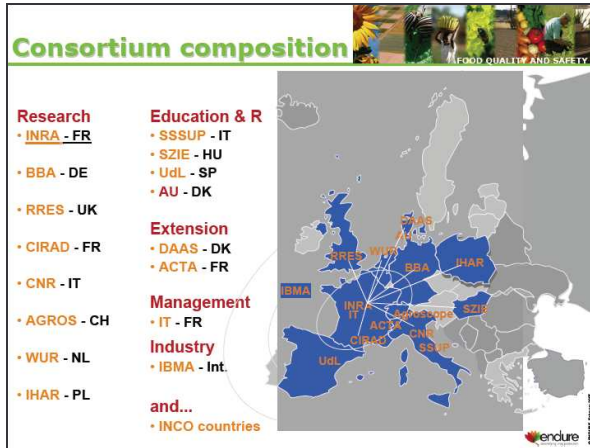 Consortium composition
FOOD QUALITY AND SAFETY
Research
• INRA - FR
• BBA - DE
• RRES - UK
• CIRAD - FR
• CNR - IT
• AGROS - CH
• WUR - NL
• IHAR - PL
Education & R
• SSSUP - IT
• SZIE - HU
• UdL - SP
• AU - DK
Extension
• DAAS - DK
• ACTA - FR
Management
• IT - FR
Industry
• IBMA - Int.
and...
• INCO countries
DAAS
AU
WUR
RRES
BBA
IHAR
IBMA
INRA
IT
Agroscope
SZIE
ACTA
CNR
CIRAD
SSUP
UdL
endure